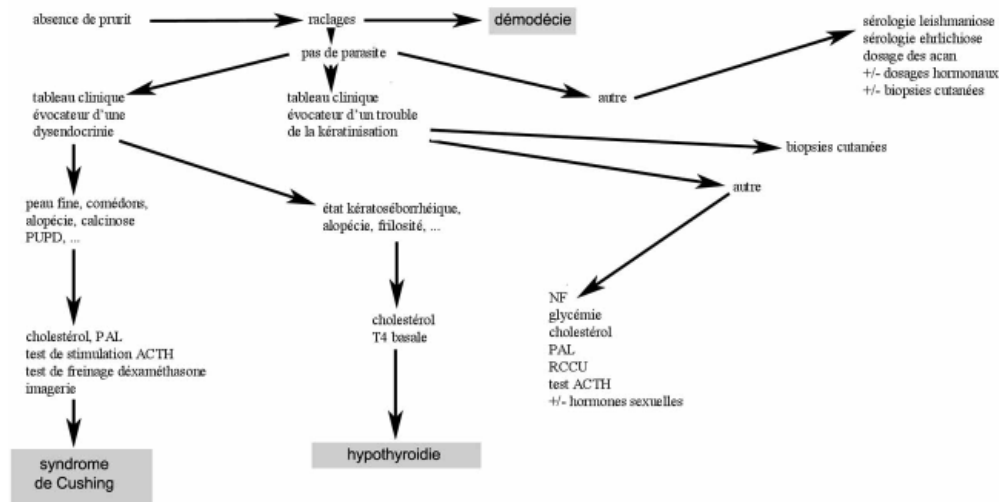 absence de prurit
raclages
démodécie
pas de parasite
sérologie leishmaniose
sérologie ehrlichiose
dosage des acan
+/- dosages hormonaux
+/- biopsies cutanées
tableau clinique
évocateur d'une
dysendocrinie
tableau clinique
évocateur d'un trouble
de la kératinisation
autre
biopsies cutanées
autre
peau fine, comédons,
alopécie, calcinose
PUPD, ...
état kératoséborrhéique,
alopécie, frilosité, ...
cholestérol, PAL
test de stimulation ACTH
test de freinage déxaméthasone
imagerie
cholestérol
T4 basale
NF
glycémie
cholestérol
PAL
RCCU
test ACTH
+/- hormones sexuelles
syndrome
de Cushing
hypothyroidie